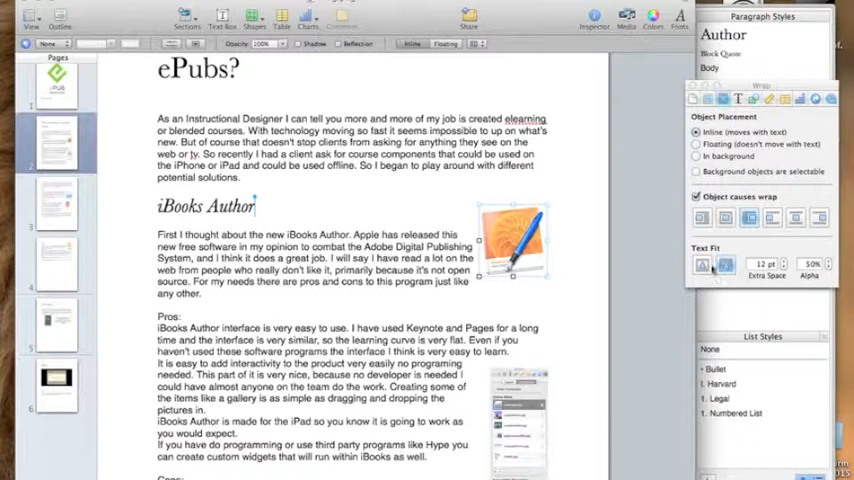 View
Outline
Sections
Text Box
Shapes
Table
Charts
Comment
Share
Inspector
Media
Colors
Fonts
None
Opacity: 100%
Shadow
Reflection
Inline
Floating
Pages
1
2
3
4
5
6
ePubs?
As an Instructional Designer I can tell you more and more of my job is created elearning
or blended courses. With technology moving so fast it seems impossible to up on what's
new. But of course that doesn't stop clients from asking for anything they see on the
web or tv. So recently I had a client ask for course components that could be used on
the iPhone or iPad and could be used offline. So I began to play around with different
potential solutions.
iBooks Author
First I thought about the new iBooks Author. Apple has released this
new free software in my opinion to combat the Adobe Digital Publishing
System, and I think it does a great job. I will say I have read a lot on the
web from people who really don't like it, primarily because it's not open
source. For my needs there are pros and cons to this program just like
any other.
Pros:
iBooks Author interface is very easy to use. I have used Keynote and Pages for a long
time and the interface is very similar, so the learning curve is very flat. Even if you
haven't used these software programs the interface I think is very easy to learn.
It is easy to add interactivity to the product very easily no programing
needed. This part of it is very nice, because no developer is needed I
could have almost anyone on the team do the work. Creating some of
the items like a gallery is as simple as dragging and dropping the
pictures in.
iBooks Author is made for the iPad so you know it is going to work as
you would expect.
If you have do programming or use third party programs like Hype you
can create custom widgets that will run within iBooks as well.
Cons:
Paragraph Styles
Author
Block Quote
Body
Wrap
Object Placement
Inline (moves with text)
Floating (doesn't move with text)
In background
Background objects are selectable
Object causes wrap
Text Fit
12 pt
50%
Extra Space
Alpha
List Styles
None
• Bullet
I. Harvard
1. Legal
1. Numbered List